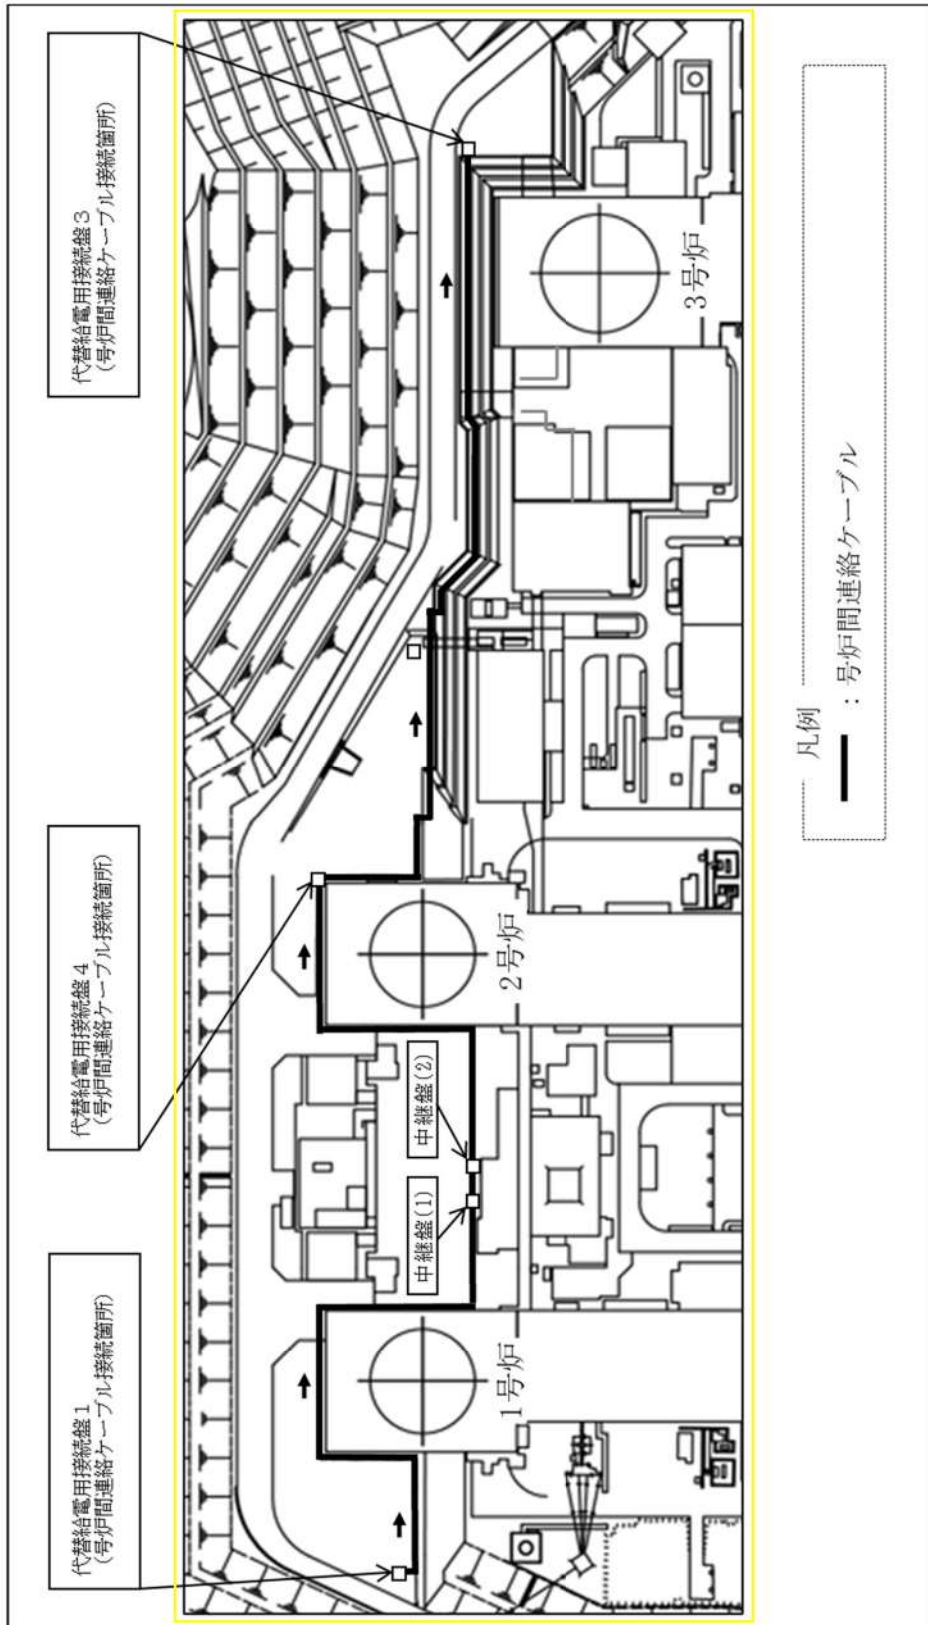 代替給電用接続盤１
(号炉間連絡ケーブル接続箇所)
代替給電用接続盤４
(号炉間連絡ケーブル接続箇所)
代替給電用接続盤３
(号炉間連絡ケーブル接続箇所)
中継盤(1)
中継盤(2)
1号炉
2号炉
3号炉
凡例
：号炉間連絡ケーブル